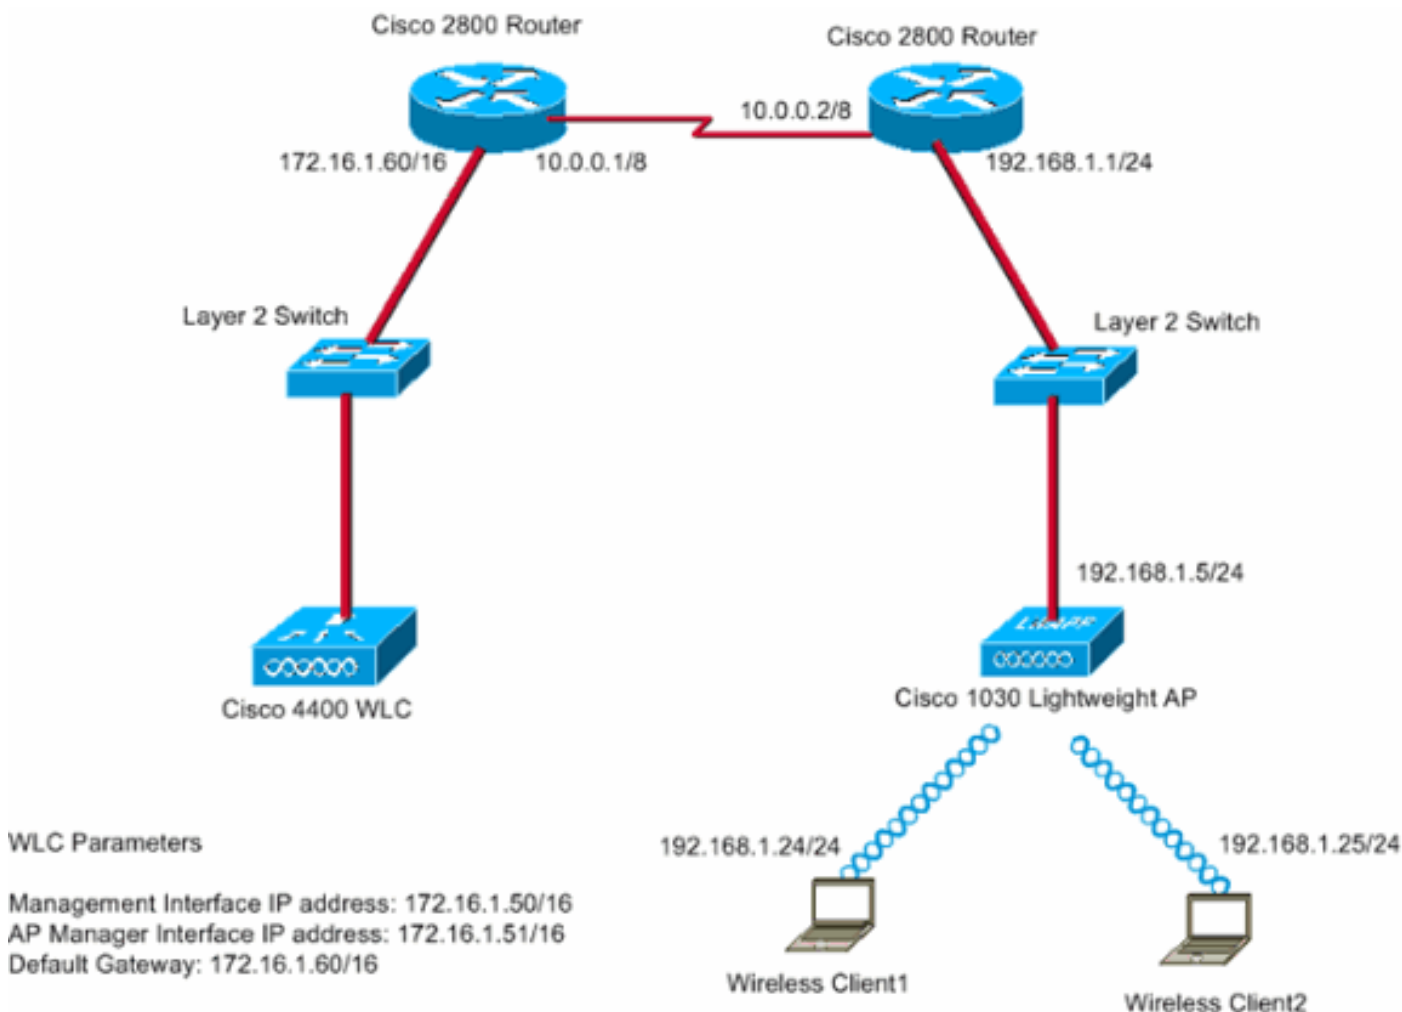 Cisco 2800 Router
Cisco 2800 Router
10.0.0.2/8
172.16.1.60/16
10.0.0.1/8
192.168.1.1/24
Layer 2 Switch
Layer 2 Switch
192.168.1.5/24
Cisco 4400 WLC
Cisco 1030 Lightweight AP
192.168.1.24/24
192.168.1.25/24
WLC Parameters
Management Interface IP address: 172.16.1.50/16
AP Manager Interface IP address: 172.16.1.51/16
Default Gateway: 172.16.1.60/16
Wireless Client1
Wireless Client2